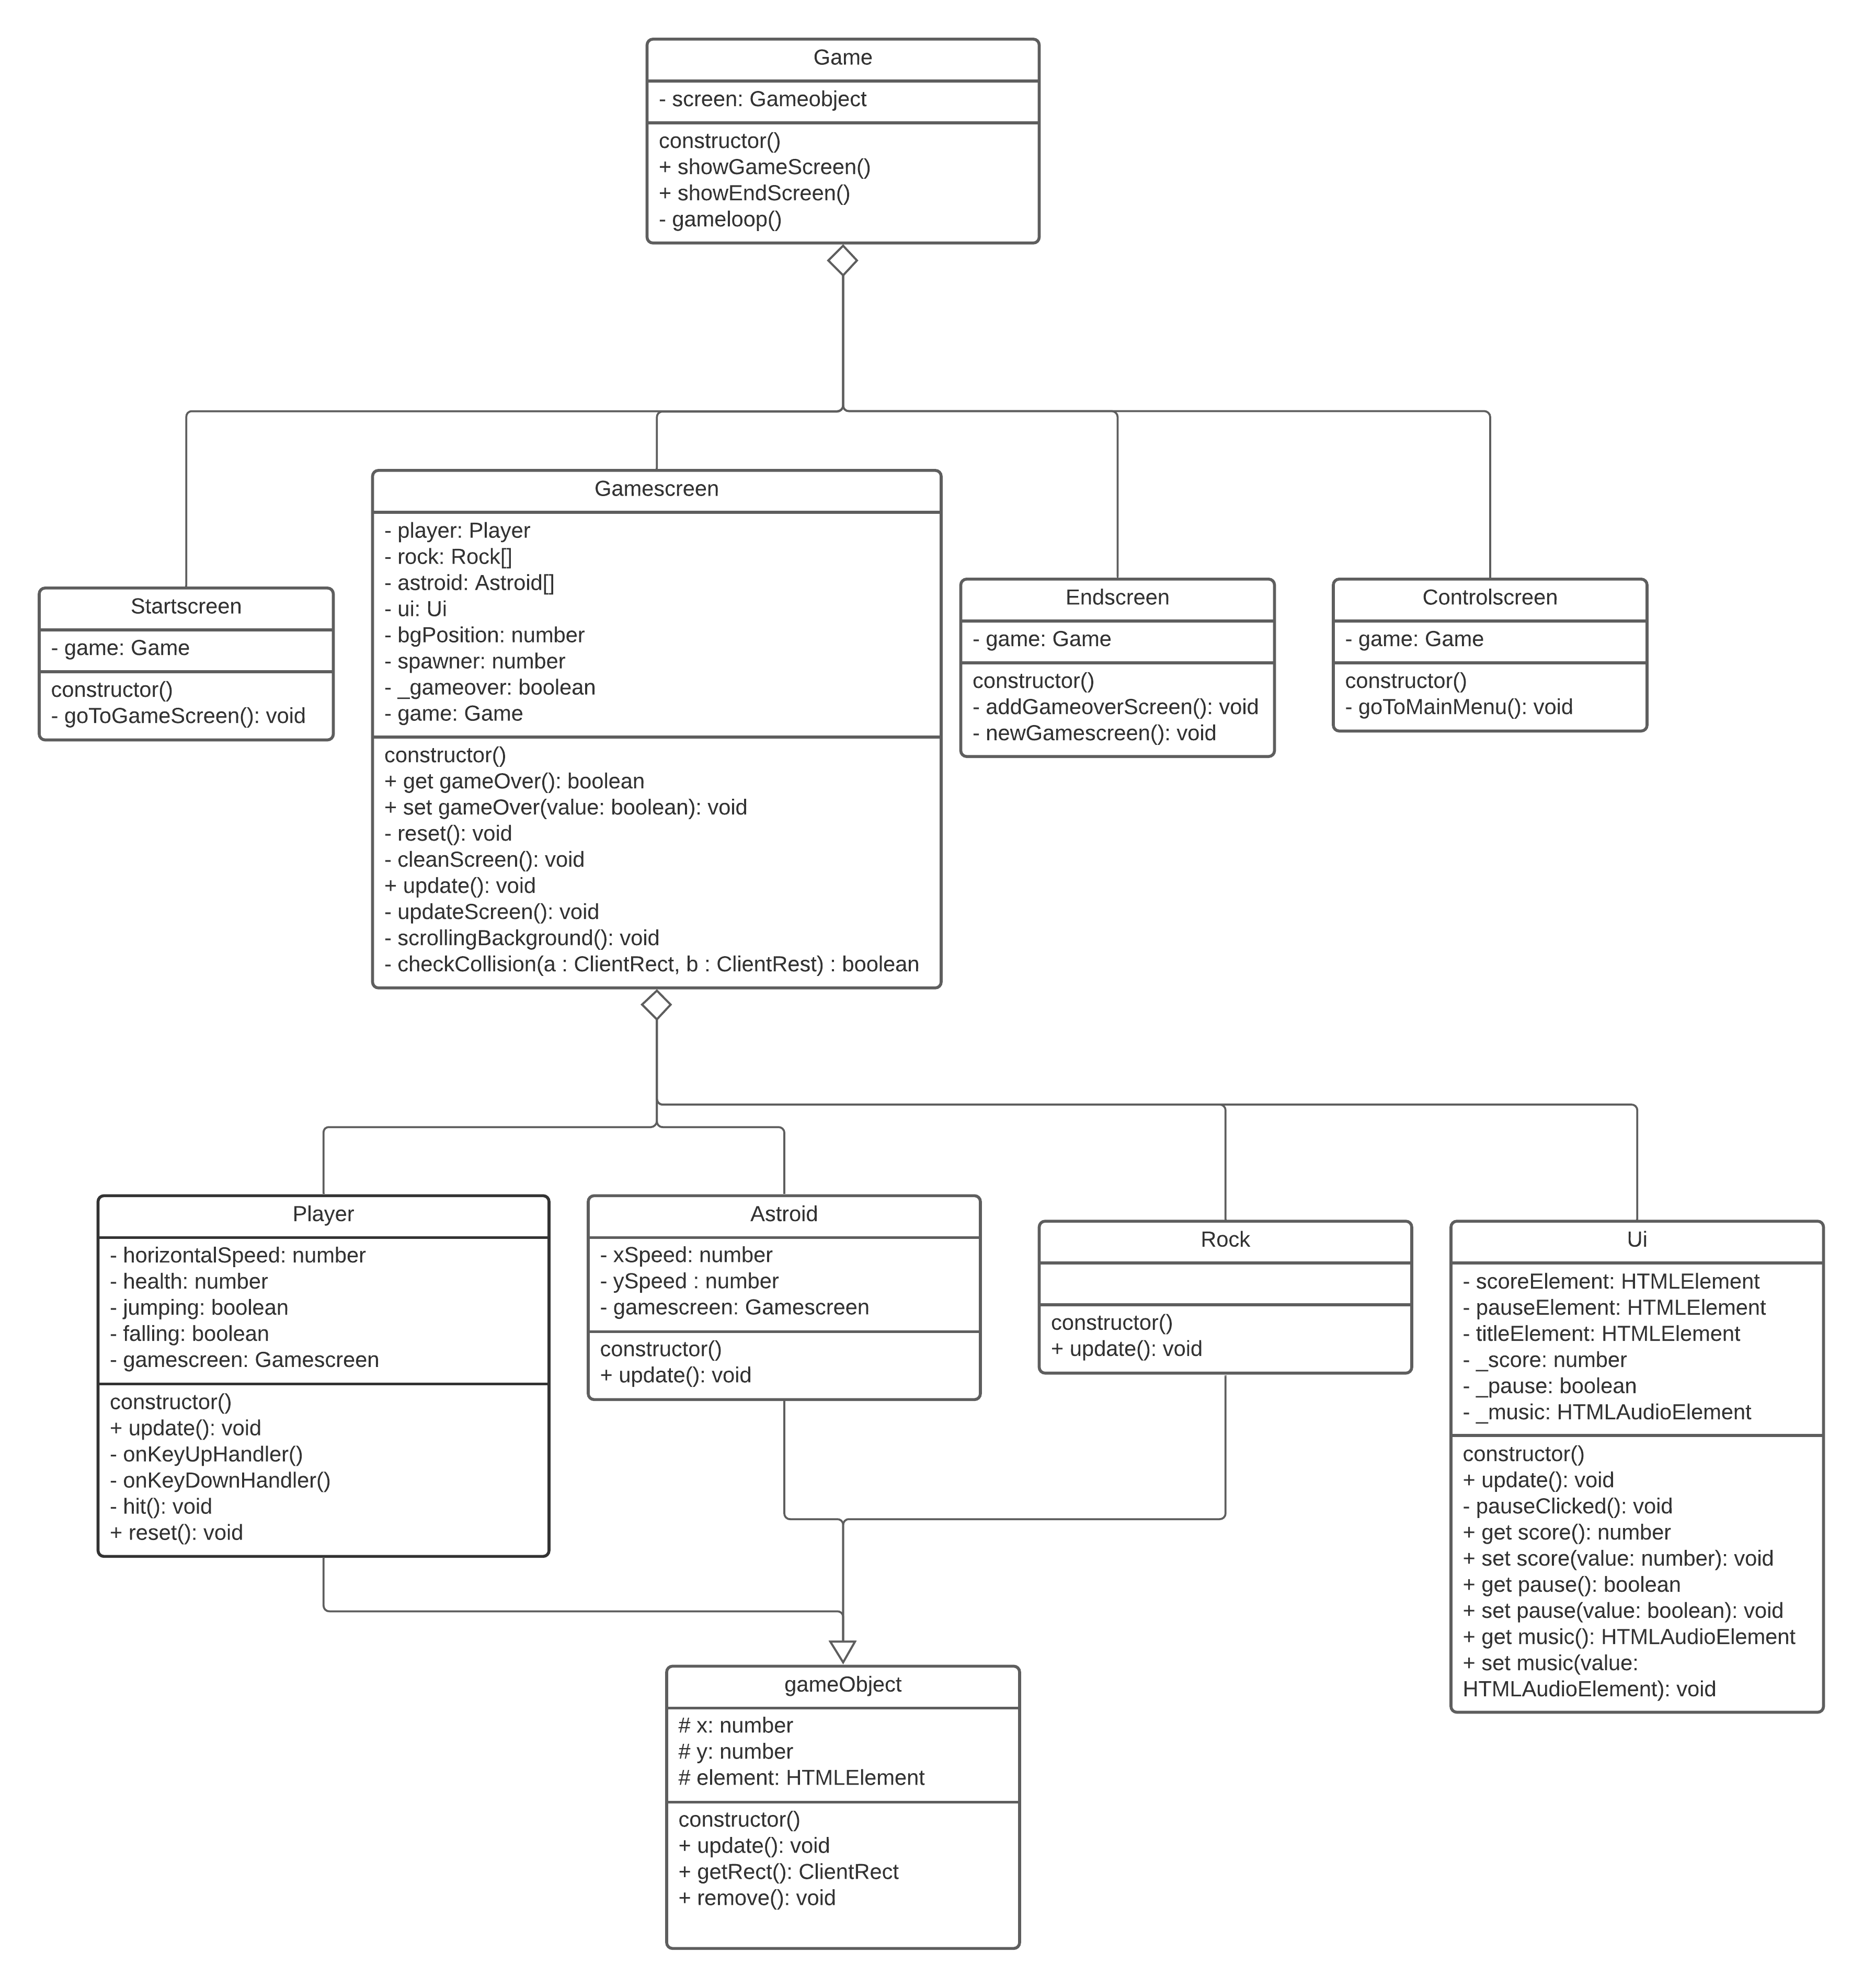 Game
- screen: Gameobject
constructor()
+ showGameScreen()
+ showEndScreen()
- gameloop()
Startscreen
- game: Game
constructor()
- goToGameScreen(): void
Gamescreen
- player: Player
- rock: Rock[]
- astroid: Astroid[]
- ui: Ui
- bgPosition: number
- spawner: number
- _gameover: boolean
- game: Game
constructor()
+ get gameOver(): boolean
+ set gameOver(value: boolean): void
- reset(): void
- cleanScreen(): void
+ update(): void
- updateScreen(): void
- scrollingBackground(): void
- checkCollision(a : ClientRect, b : ClientRest) : boolean
Endscreen
- game: Game
constructor()
- addGameoverScreen(): void
- newGamescreen(): void
Controlscreen
- game: Game
constructor()
- goToMainMenu(): void
Player
- horizontalSpeed: number
- health: number
- jumping: boolean
- falling: boolean
- gamescreen: Gamescreen
constructor()
+ update(): void
- onKeyUpHandler()
- onKeyDownHandler()
- hit(): void
+ reset(): void
Astroid
- xSpeed: number
- ySpeed : number
- gamescreen: Gamescreen
constructor()
+ update(): void
Rock
constructor()
+ update(): void
Ui
- scoreElement: HTMLElement
- pauseElement: HTMLElement
- titleElement: HTMLElement
- _score: number
- _pause: boolean
- _music: HTMLAudioElement
constructor()
+ update(): void
- pauseClicked(): void
+ get score(): number
+ set score(value: number): void
+ get pause(): boolean
+ set pause(value: boolean): void
+ get music(): HTMLAudioElement
+ set music(value:
HTMLAudioElement): void
gameObject
# x: number
# y: number
# element: HTMLElement
constructor()
+ update(): void
+ getRect(): ClientRect
+ remove(): void